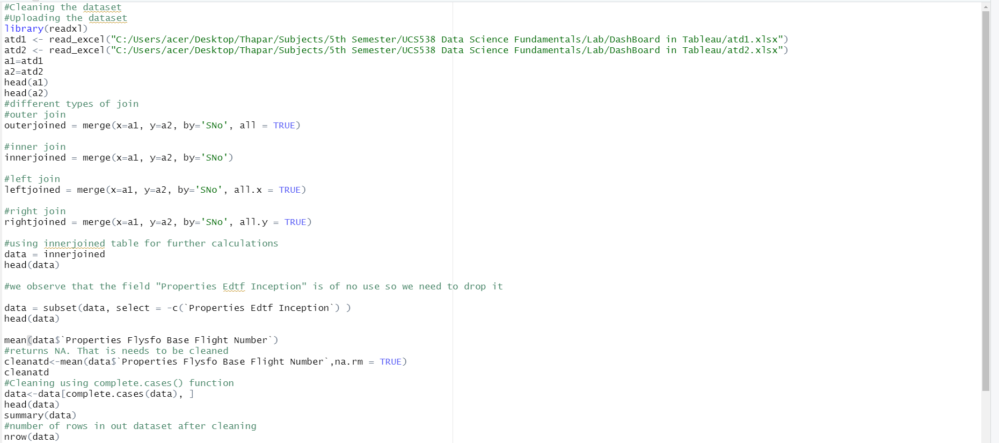 #Cleaning the dataset
#Uploading the dataset
library(readxl)
atd1 <- read_excel("C:/Users/acer/Desktop/Thapar/Subjects/5th Semester/UCS538 Data Science Fundamentals/Lab/DashBoard in Tableau/atd1.xlsx")
atd2 <- read_excel("C:/Users/acer/Desktop/Thapar/Subjects/5th Semester/UCS538 Data Science Fundamentals/Lab/DashBoard in Tableau/atd2.xlsx")
a1=atd1
a2=atd2
head(a1)
head(a2)
#different types of join
#outer join
outerjoined = merge(x=a1, y=a2, by='SNo', all = TRUE)
#inner join
innerjoined = merge(x=a1, y=a2, by='SNo')
#left join
leftjoined = merge(x=a1, y=a2, by='SNo', all.x = TRUE)
#right join
rightjoined = merge(x=a1, y=a2, by='SNo', all.y = TRUE)
#using innerjoined table for further calculations
data = innerjoined
head(data)
#we observe that the field "Properties Edtf Inception" is of no use so we need to drop it
data = subset(data, select = -c(`Properties Edtf Inception`) )
head(data)
mean(data$`Properties Flysfo Base Flight Number`)
#returns NA. That is needs to be cleaned
cleanatd<-mean(data$`Properties Flysfo Base Flight Number`,na.rm = TRUE)
cleanatd
#Cleaning using complete.cases() function
data<-data[complete.cases(data), ]
head(data)
summary(data)
#number of rows in out dataset after cleaning
nrow(data)